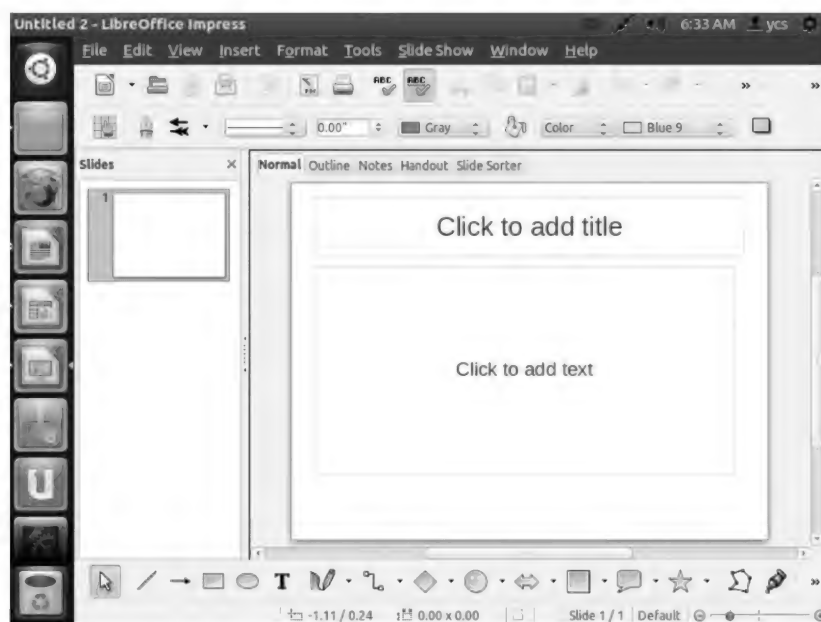 Untitled 2 - LibreOffice Impress 6:33 AM ycs
File Edit View Insert Format Tools Slide Show Window Help
ABC ABC » »
0.00" Gray Color Blue 9
Slides × Normal Outline Notes Handout Slide Sorter
1
Click to add title
Click to add text
U
T »
-1.11 / 0.24 0.00 x 0.00 Slide 1 / 1 Default